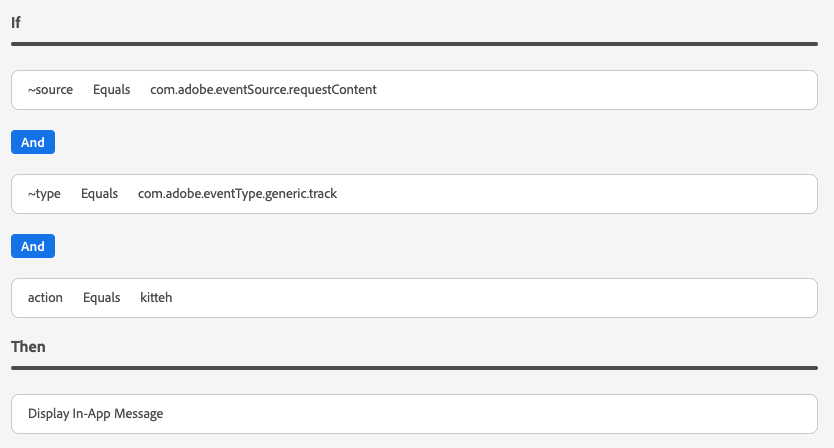 If
~source Equals com.adobe.eventSource.requestContent
And
~type Equals com.adobe.eventType.generic.track
And
action Equals kitteh
Then
Display In-App Message